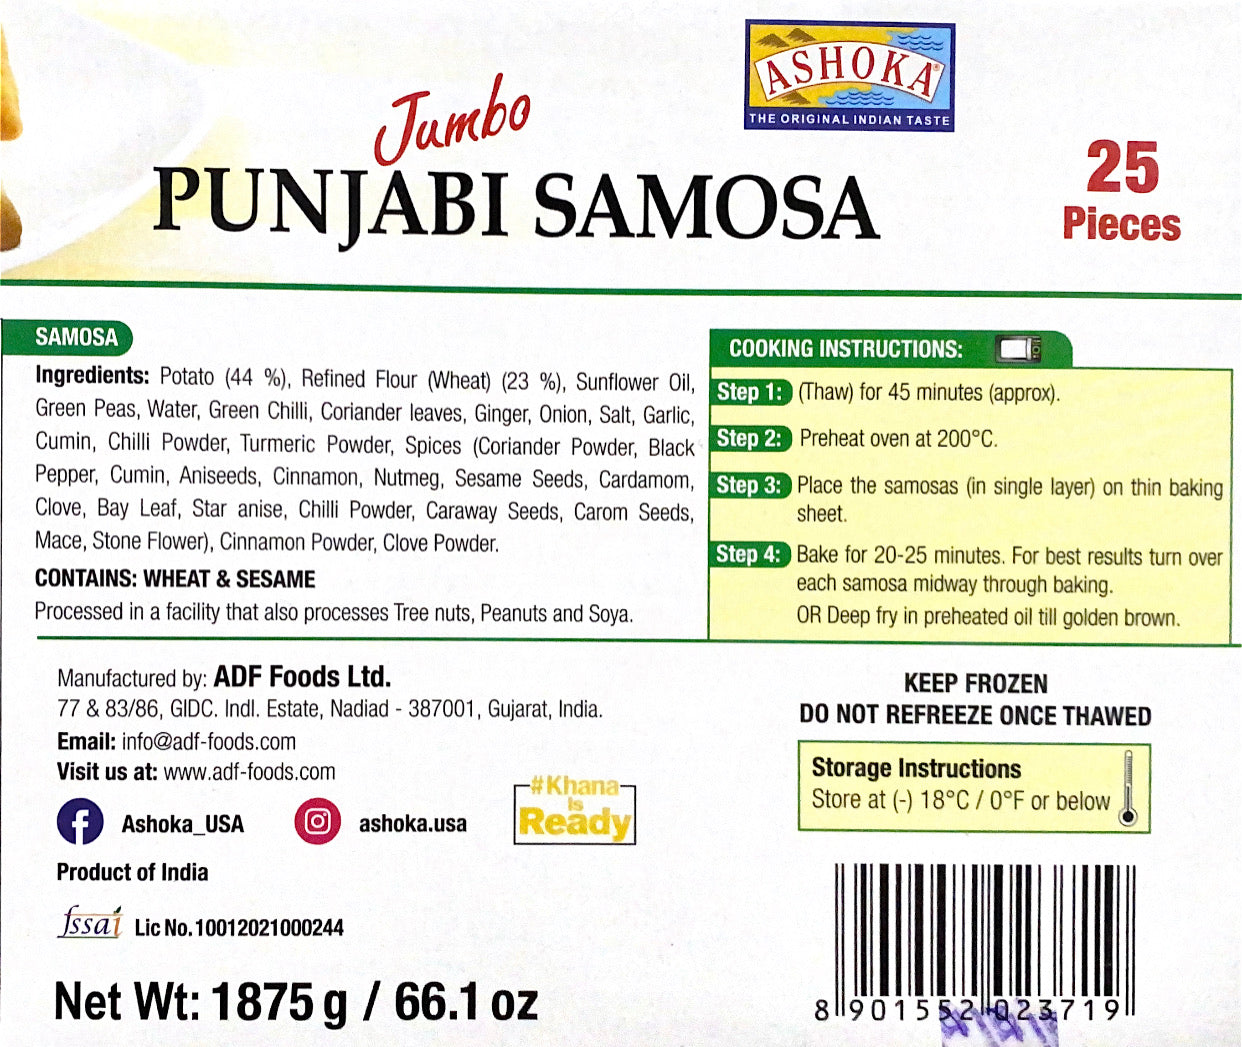 ASHOKA®
THE ORIGINAL INDIAN TASTE
Jumbo
PUNJABI SAMOSA
25
Pieces
SAMOSA
Ingredients: Potato (44 %), Refined Flour (Wheat) (23 %), Sunflower Oil,
Green Peas, Water, Green Chilli, Coriander leaves, Ginger, Onion, Salt, Garlic,
Cumin, Chilli Powder, Turmeric Powder, Spices (Coriander Powder, Black
Pepper, Cumin, Aniseeds, Cinnamon, Nutmeg, Sesame Seeds, Cardamom,
Clove, Bay Leaf, Star anise, Chilli Powder, Caraway Seeds, Carom Seeds,
Mace, Stone Flower), Cinnamon Powder, Clove Powder.
CONTAINS: WHEAT & SESAME
Processed in a facility that also processes Tree nuts, Peanuts and Soya.
COOKING INSTRUCTIONS:
Step 1: (Thaw) for 45 minutes (approx).
Step 2: Preheat oven at 200°C.
Step 3: Place the samosas (in single layer) on thin baking
sheet.
Step 4: Bake for 20-25 minutes. For best results turn over
each samosa midway through baking.
OR Deep fry in preheated oil till golden brown.
Manufactured by: ADF Foods Ltd.
77 & 83/86, GIDC. Indl. Estate, Nadiad - 387001, Gujarat, India.
Email: info@adf-foods.com
Visit us at: www.adf-foods.com
Ashoka_USA
ashoka.usa
#Khana
is
Ready
Product of India
fssai Lic No. 10012021000244
Net Wt: 1875 g / 66.1 oz
KEEP FROZEN
DO NOT REFREEZE ONCE THAWED
Storage Instructions
Store at (-) 18°C / 0°F or below
8 901552 023719